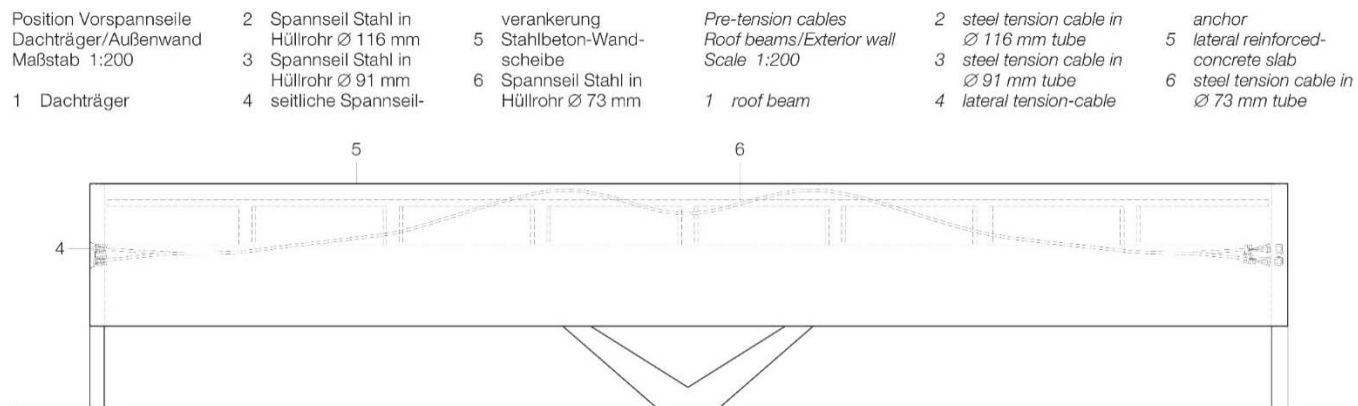 Position Vorspannseile
Dachträger/Außenwand
Maßstab 1:200
1 Dachträger
2 Spannseil Stahl in
Hüllrohr Ø 116 mm
3 Spannseil Stahl in
Hüllrohr Ø 91 mm
4 seitliche Spannseil-
verankerung
5 Stahlbeton-Wand-
scheibe
6 Spannseil Stahl in
Hüllrohr Ø 73 mm
Pre-tension cables
Roof beams/Exterior wall
Scale 1:200
1 roof beam
2 steel tension cable in
Ø 116 mm tube
3 steel tension cable in
Ø 91 mm tube
4 lateral tension-cable
anchor
5 lateral reinforced-
concrete slab
6 steel tension cable in
Ø 73 mm tube
5
6
4